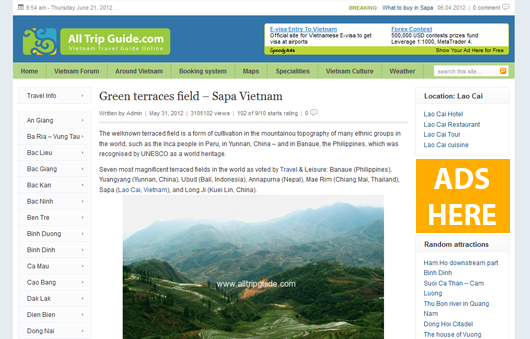 9:54 am - Thursday June 21, 2012
BREAKING: What to buy in Sapa 06.04.2012 | 0 comment
All Trip Guide.com
Vietnam Travel Guide Online
E-visa Entry to Vietnam
Official site for Vietnamese E-visa to get
visa at airports
Forex Contest
500,000 USD contests prizes fund
Leverage 1:1000, MetaTrader 4.
Show Your Ad Here for Free
Home Vietnam Forum Around Vietnam Booking system Maps Specialities Vietnam Culture Weather search this site...
Travel Info
An Giang
Ba Ria – Vung Tau
Bac Lieu
Bac Giang
Bac Kan
Bac Ninh
Ben Tre
Binh Duong
Binh Dinh
Ca Mau
Cao Bang
Dak Lak
Dien Bien
Dong Nai
Green terraces field – Sapa Vietnam
Written by Admin | May 31, 2012 | 3105102 views | 102 of 9/10 starts rating | 0
The welknown terraced field is a form of cultivation in the mountainou topography of many ethnic groups in
the world, such as the Inca people in Peru, in Yunnan, China – and in Banaue, the Philippines, which was
recognised by UNESCO as a world heritage.
Seven most magnificent terraced fields in the world as voted by Travel & Leisure: Banaue (Philippines),
Yuangyang (Yunnan, China), Ubud (Bali, Indonesia), Annapurna (Nepal), Mae Rim (Chiang Mai, Thailand),
Sapa (Lao Cai, Vietnam), and Long Ji (Kuei Lin, China).
www.alltripguide.com
Location: Lao Cai
Lao Cai Hotel
Lao Cai Restaurant
Lao Cai Tour
Lao Cai cuisine
ADS
HERE
Random attractions
Ham Ho downstream part
Binh Dinh
Suoi Ca Than – Cam
Luong
Thu Bon river in Quang
Nam
Dong Hoi Citadel
The house of Vuong